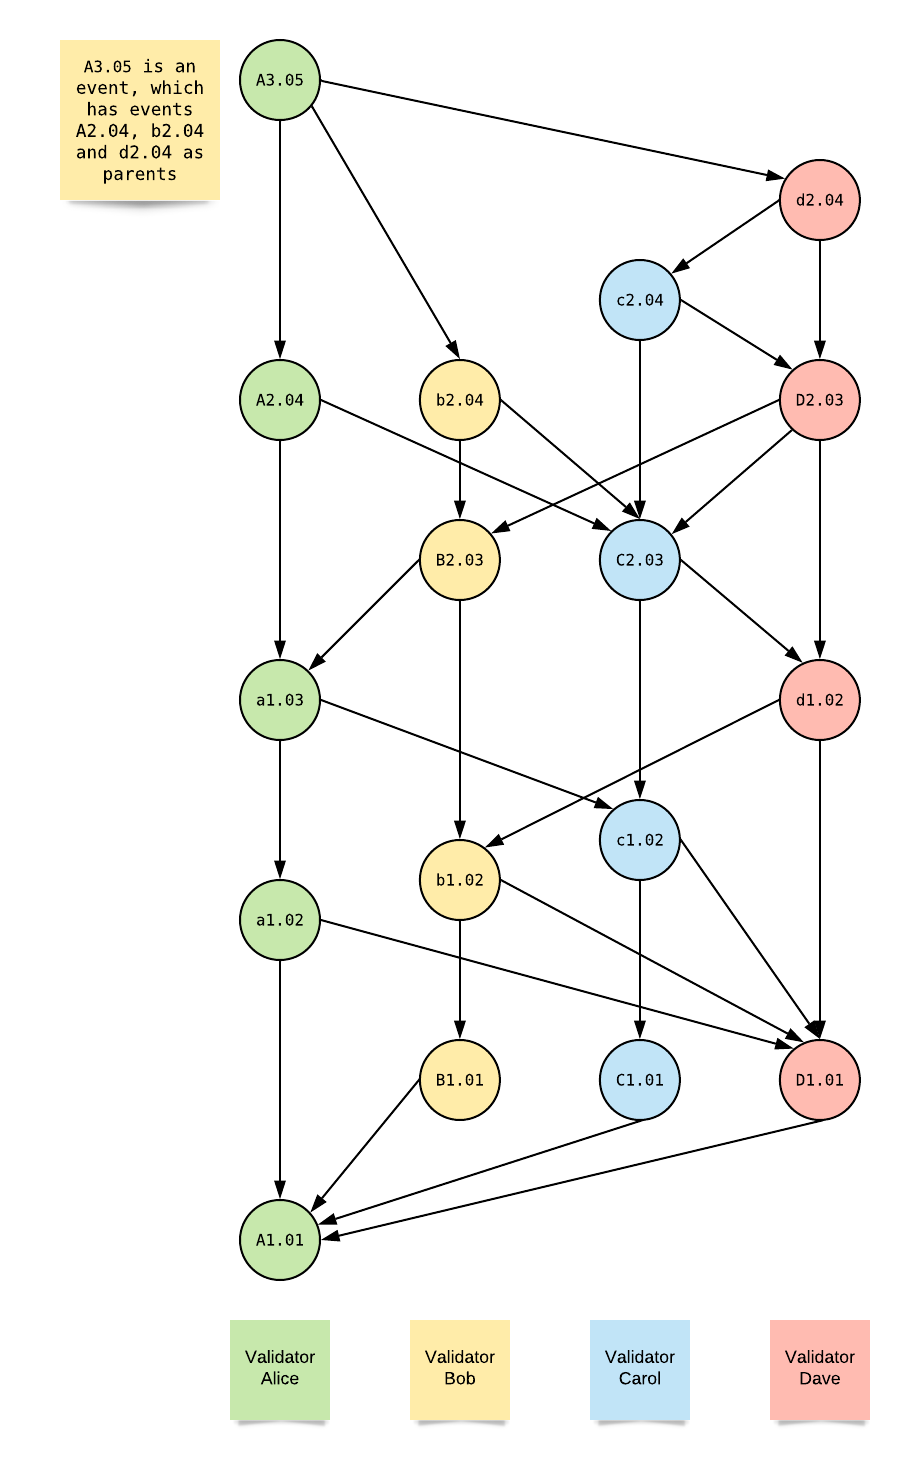 A3.05 is an
event, which
has events
A2.04, b2.04
and d2.04 as
parents
A3.05
d2.04
c2.04
A2.04
b2.04
D2.03
B2.03
C2.03
a1.03
d1.02
c1.02
b1.02
a1.02
B1.01
C1.01
D1.01
A1.01
Validator
Alice
Validator
Bob
Validator
Carol
Validator
Dave